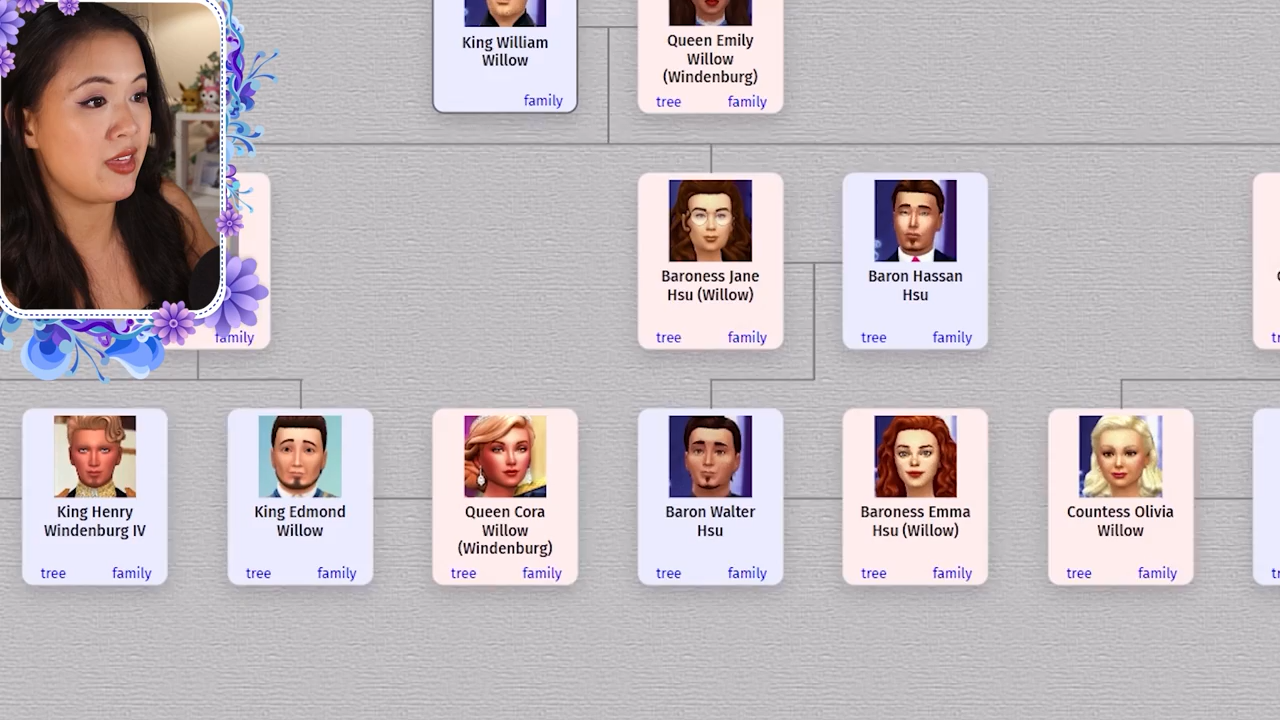 King William
Willow
family
Queen Emily
Willow
(Windenburg)
tree family
family
Baroness Jane
Hsu (Willow)
tree family
Baron Hassan
Hsu
tree family
King Henry
Windenburg IV
tree family
King Edmond
Willow
tree family
Queen Cora
Willow
(Windenburg)
tree family
Baron Walter
Hsu
tree family
Baroness Emma
Hsu (Willow)
tree family
Countess Olivia
Willow
tree family